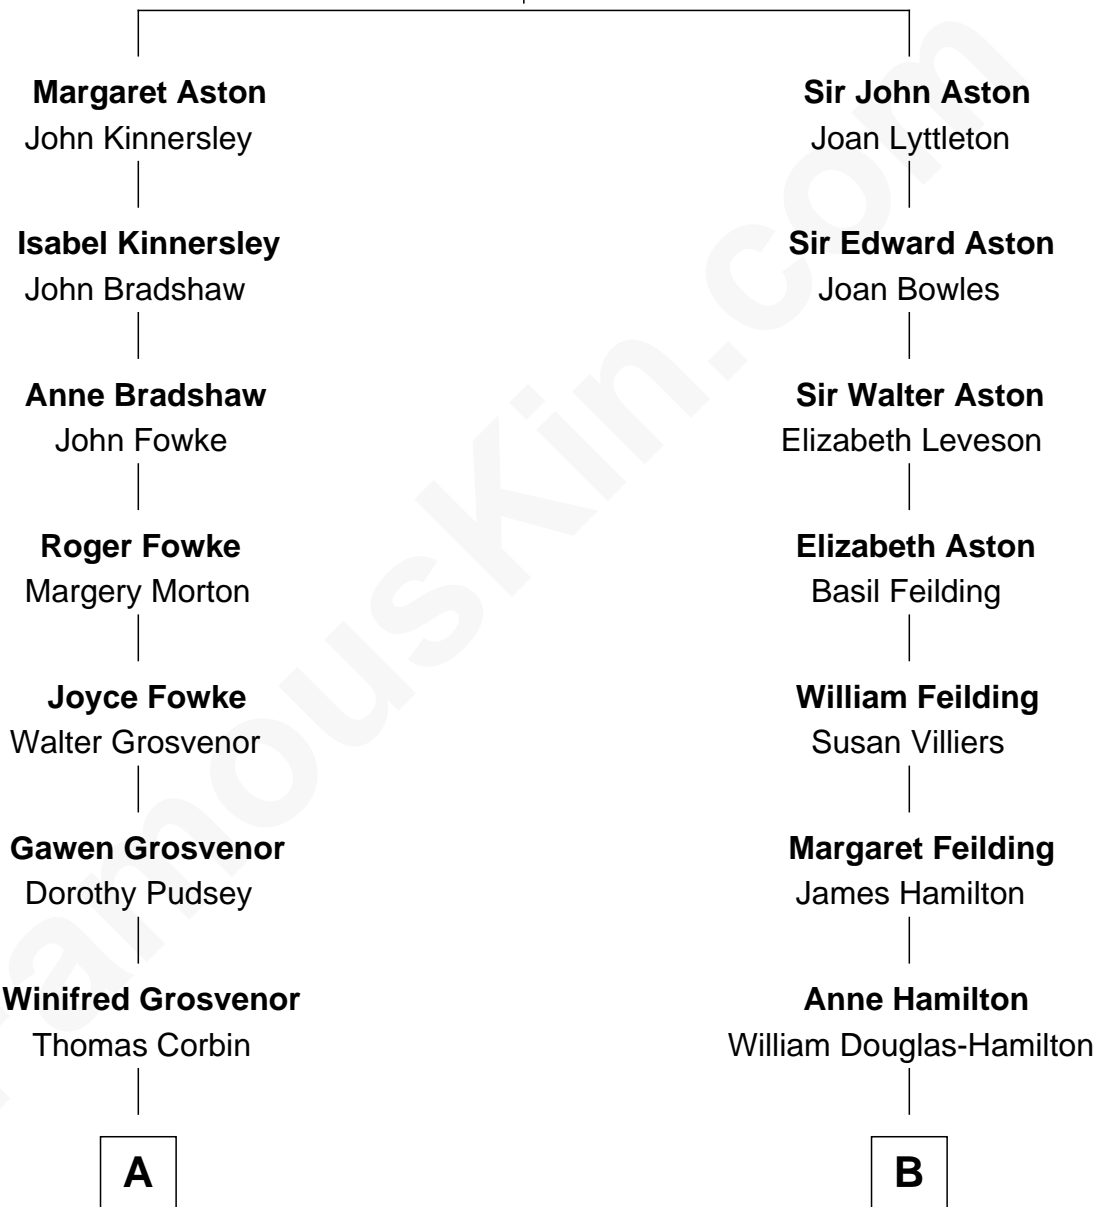 Margaret Aston
John Kinnersley
Isabel Kinnersley
John Bradshaw
Anne Bradshaw
John Fowke
Roger Fowke
Margery Morton
Joyce Fowke
Walter Grosvenor
Gawen Grosvenor
Dorothy Pudsey
Winifred Grosvenor
Thomas Corbin
A
Sir John Aston
Joan Lyttleton
Sir Edward Aston
Joan Bowles
Sir Walter Aston
Elizabeth Leveson
Elizabeth Aston
Basil Feilding
William Feilding
Susan Villiers
Margaret Feilding
James Hamilton
Anne Hamilton
William Douglas-Hamilton
B
FamousKin.com